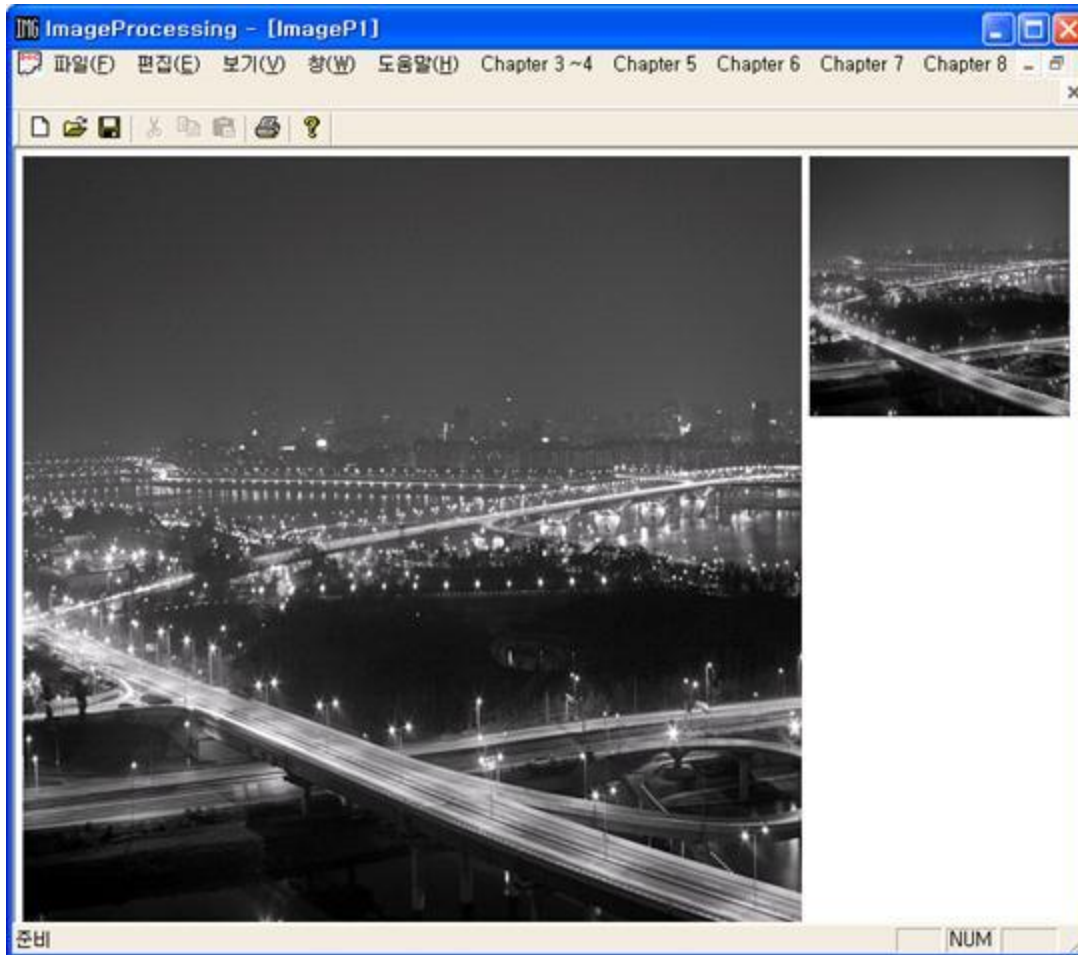 ImageProcessing - [ImageP1]
파일(F) 편집(E) 보기(V) 창(W) 도움말(H) Chapter 3 ~4 Chapter 5 Chapter 6 Chapter 7 Chapter 8
준비 NUM